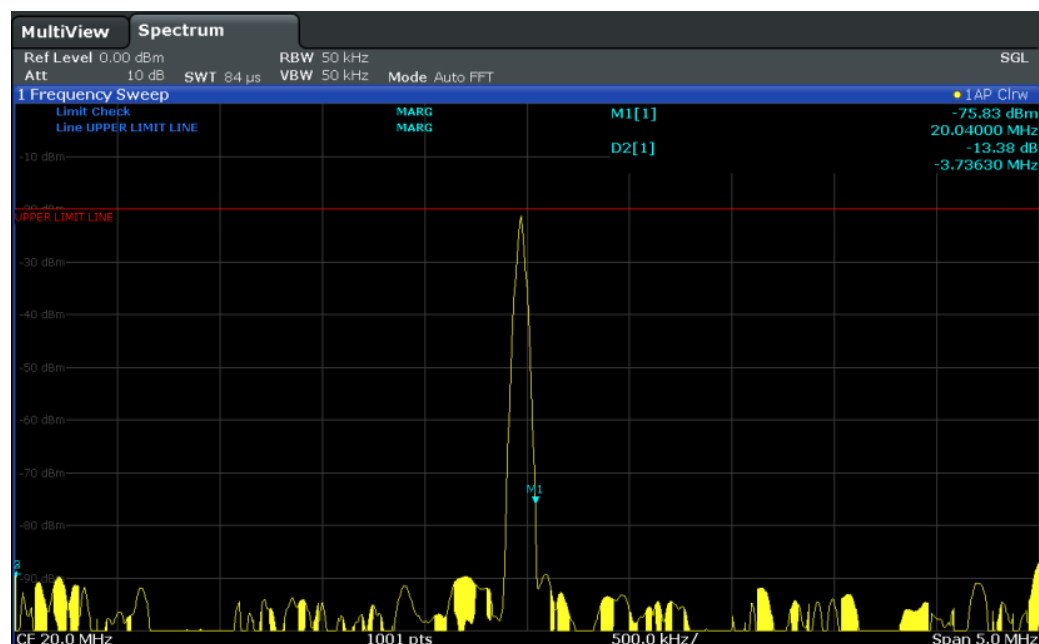 MultiView Spectrum
Ref Level 0.00 dBm RBW 50 kHz SGL
Att 10 dB SWT 84 µs VBW 50 kHz Mode Auto FFT
1 Frequency Sweep 1AP Clrw
Limit Check MARG M1[1] -75.83 dBm
Line UPPER LIMIT LINE MARG 20.04000 MHz
D2[1] -13.38 dB
-10 dBm -3.73630 MHz
UPPER LIMIT LINE
-30 dBm
-40 dBm
-50 dBm
-60 dBm
-70 dBm
M1
-80 dBm
CF 20.0 MHz 1001 pts 500.0 kHz/ Span 5.0 MHz